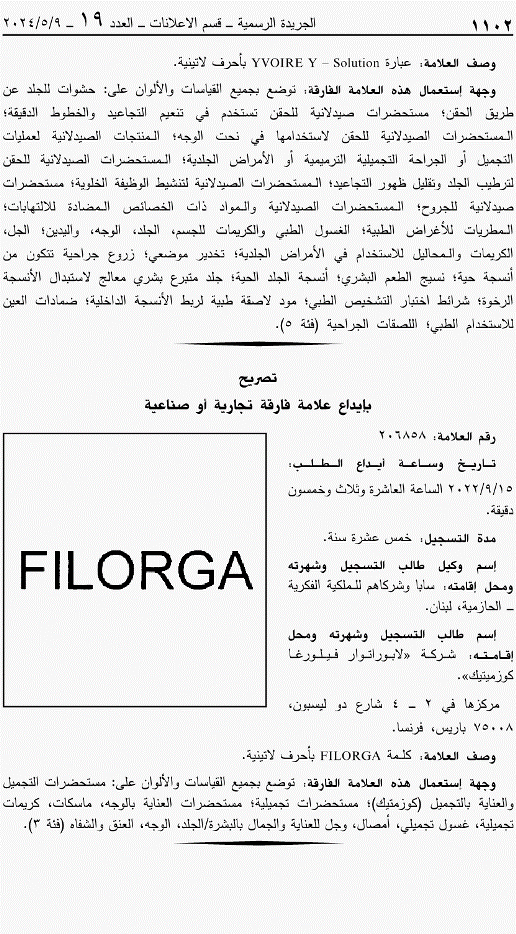 ١١٠٢ الجريدة الرسمية ــ قسم الاعلانات ــ العدد ١٩ ــ ٢٠٢٤/٥/٩
وصف العلامة: عبارة YVOIRE Y – Solution بأحرف لاتينية.
وجهة إستعمال هذه العلامة الفارقة: توضع بجميع القياسات والألوان على: حشوات للجلد عن
طريق الحقن؛ مستحضرات صيدلانية للحقن تستخدم في تنعيم التجاعيد والخطوط الدقيقة؛
المستحضرات الصيدلانية للحقن لاستخدامها في نحت الوجه؛ المنتجات الصيدلانية لعمليات
التجميل أو الجراحة التجميلية الترميمية أو الأمراض الجلدية؛ المستحضرات الصيدلانية للحقن
لترطيب الجلد وتقليل ظهور التجاعيد؛ المستحضرات الصيدلانية لتنشيط الوظيفة الخلوية؛ مستحضرات
صيدلانية للجروح؛ المستحضرات الصيدلانية والمواد ذات الخصائص المضادة للالتهابات؛
المطريات للأغراض الطبية؛ الغسول الطبي والكريمات للجسم، الجلد، الوجه، واليدين؛ الجل،
الكريمات والمحاليل للاستخدام في الأمراض الجلدية؛ تخدير موضعي؛ زروع جراحية تتكون من
أنسجة حية؛ نسيج الطعم البشري؛ أنسجة الجلد الحية؛ جلد متبرع بشري معالج لاستبدال الأنسجة
الرخوة؛ شرائط اختبار التشخيص الطبي؛ مود لاصقة طبية لربط الأنسجة الداخلية؛ ضمادات العين
للاستخدام الطبي؛ اللصقات الجراحية (فئة ٥).
تصريح
بإيداع علامة فارقة تجارية أو صناعية
رقم العلامة: ٢٠٦٨٥٨
تاريخ وساعة أيداع الطلب:
٢٠٢٢/٩/١٥ الساعة العاشرة وثلاث وخمسون
دقيقة.
مدة التسجيل: خمس عشرة سنة.
إسم وكيل طالب التسجيل وشهرته
ومحل إقامته: سابا وشركاهم للملكية الفكرية
ــ الحازمية، لبنان.
إسم طالب التسجيل وشهرته ومحل
إقامته: شركة «لابوراتوار فيلورغا
كوزميتيك».
مركزها في ٢ ــ ٤ شارع دو ليسبون،
٧٥٠٠٨ باريس، فرنسا.
FILORGA
وصف العلامة: كلمة FILORGA بأحرف لاتينية.
وجهة إستعمال هذه العلامة الفارقة: توضع بجميع القياسات والألوان على: مستحضرات التجميل
والعناية بالتجميل (كوزمتيك)؛ مستحضرات تجميلية؛ مستحضرات العناية بالوجه، ماسكات، كريمات
تجميلية، غسول تجميلي، أمصال، وجل للعناية والجمال بالبشرة/الجلد، الوجه، العنق والشفاه (فئة ٣).